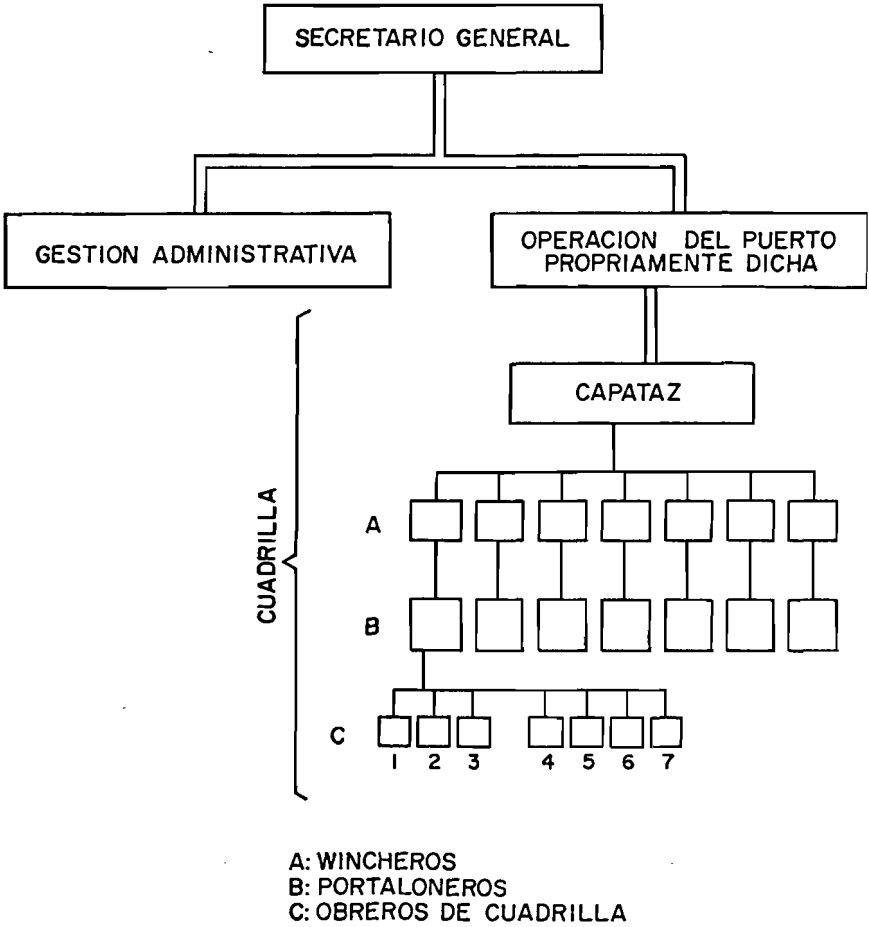 SECRETARIO GENERAL
GESTION ADMINISTRATIVA
OPERACION DEL PUERTO
PROPRIAMENTE DICHA
CAPATAZ
CUADRILLA
A
B
C
1 2 3 4 5 6 7
A: WINCHEROS
B: PORTALONEROS
C: OBREROS DE CUADRILLA